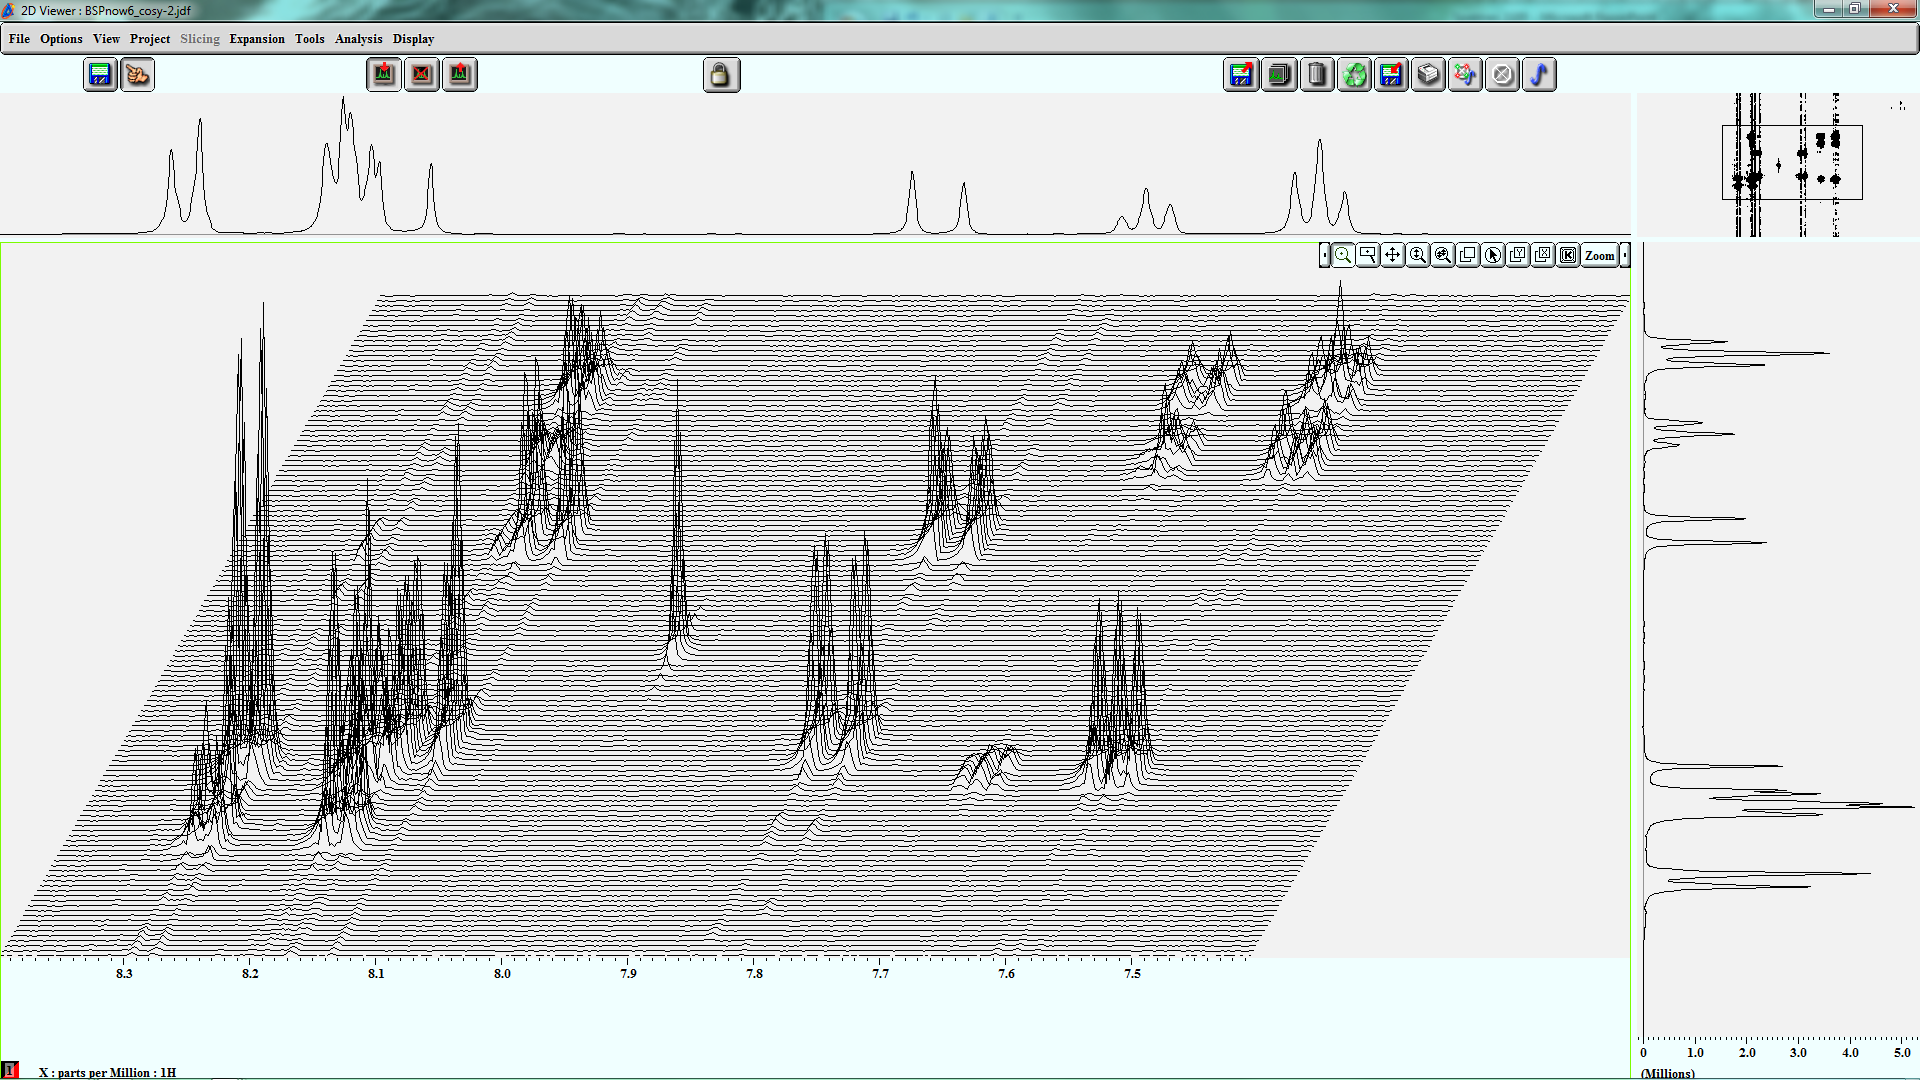 2D Viewer : BSPnow6_cosy-2.jdf
File Options View Project Slicing Expansion Tools Analysis Display
Zoom
8.3 8.2 8.1 8.0 7.9 7.8 7.7 7.6 7.5
0 1.0 2.0 3.0 4.0 5.0
(Millions)
X : parts per Million : 1H